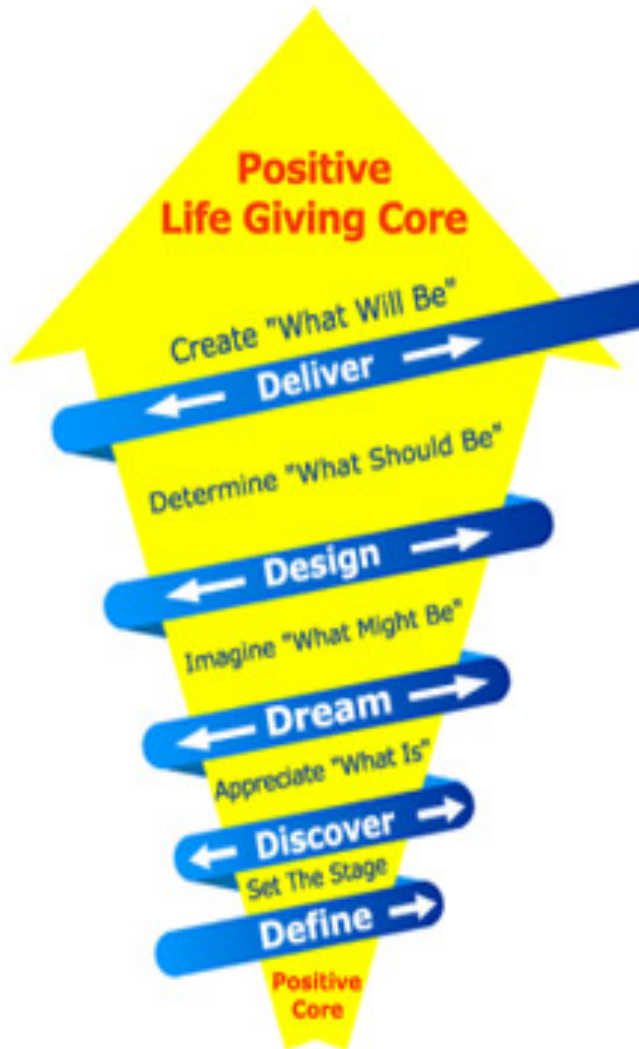 Positive
Life Giving Core
Create "What Will Be"
Deliver
Determine "What Should Be"
Design
Imagine "What Might Be"
Dream
Appreciate "What Is"
Discover
Set The Stage
Define
Positive
Core